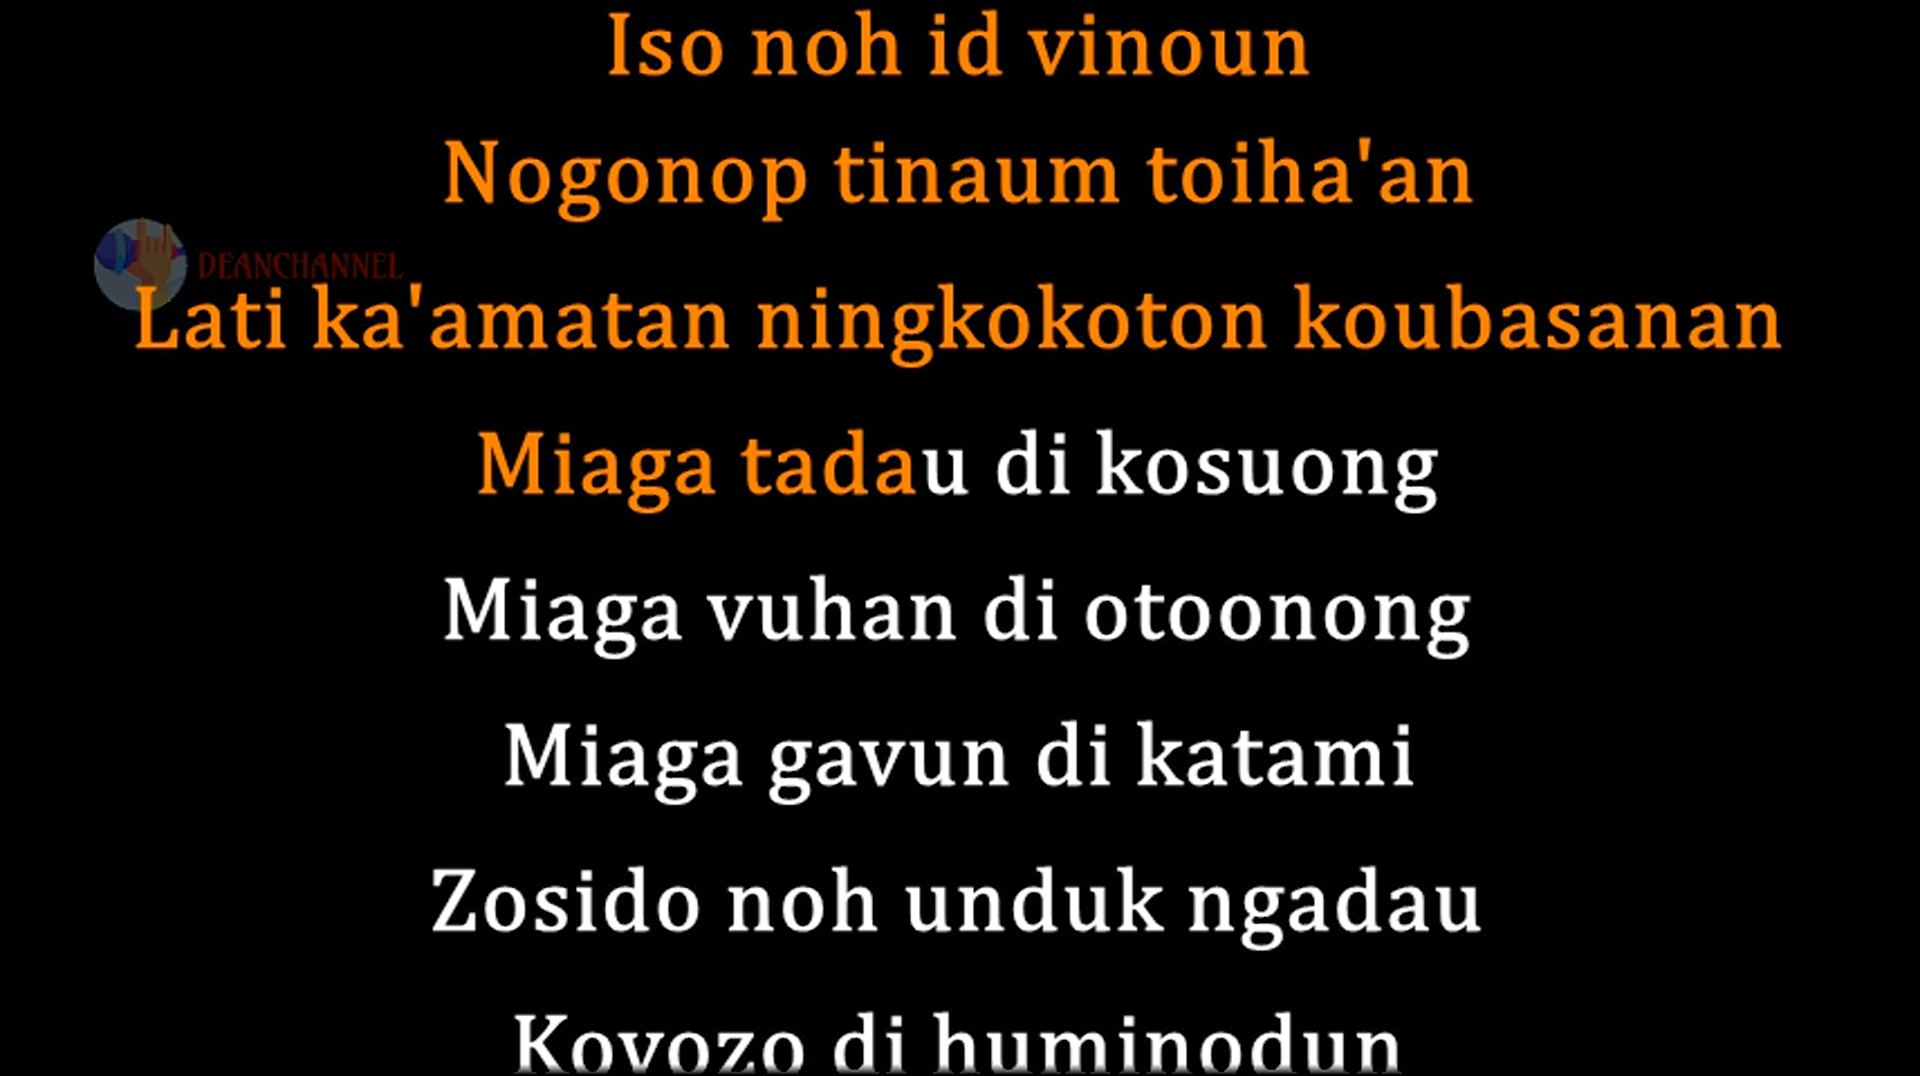 Iso noh id vinoun
Nogonop tinaum toiha'an
DEANCHANNEL
Lati ka'amatan ningkokoton koubasanan
Miaga tadau di kosuong
Miaga vuhan di otoonong
Miaga gavun di katami
Zosido noh unduk ngadau
Kovozo di huminodun